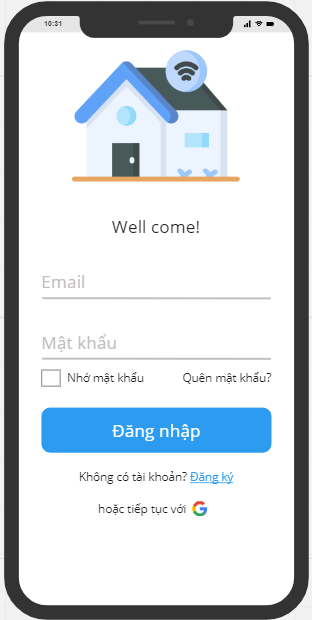 10:31
Well come!
Email
Mật khẩu
Nhớ mật khẩu Quên mật khẩu?
Đăng nhập
Không có tài khoản? Đăng ký
hoặc tiếp tục với G